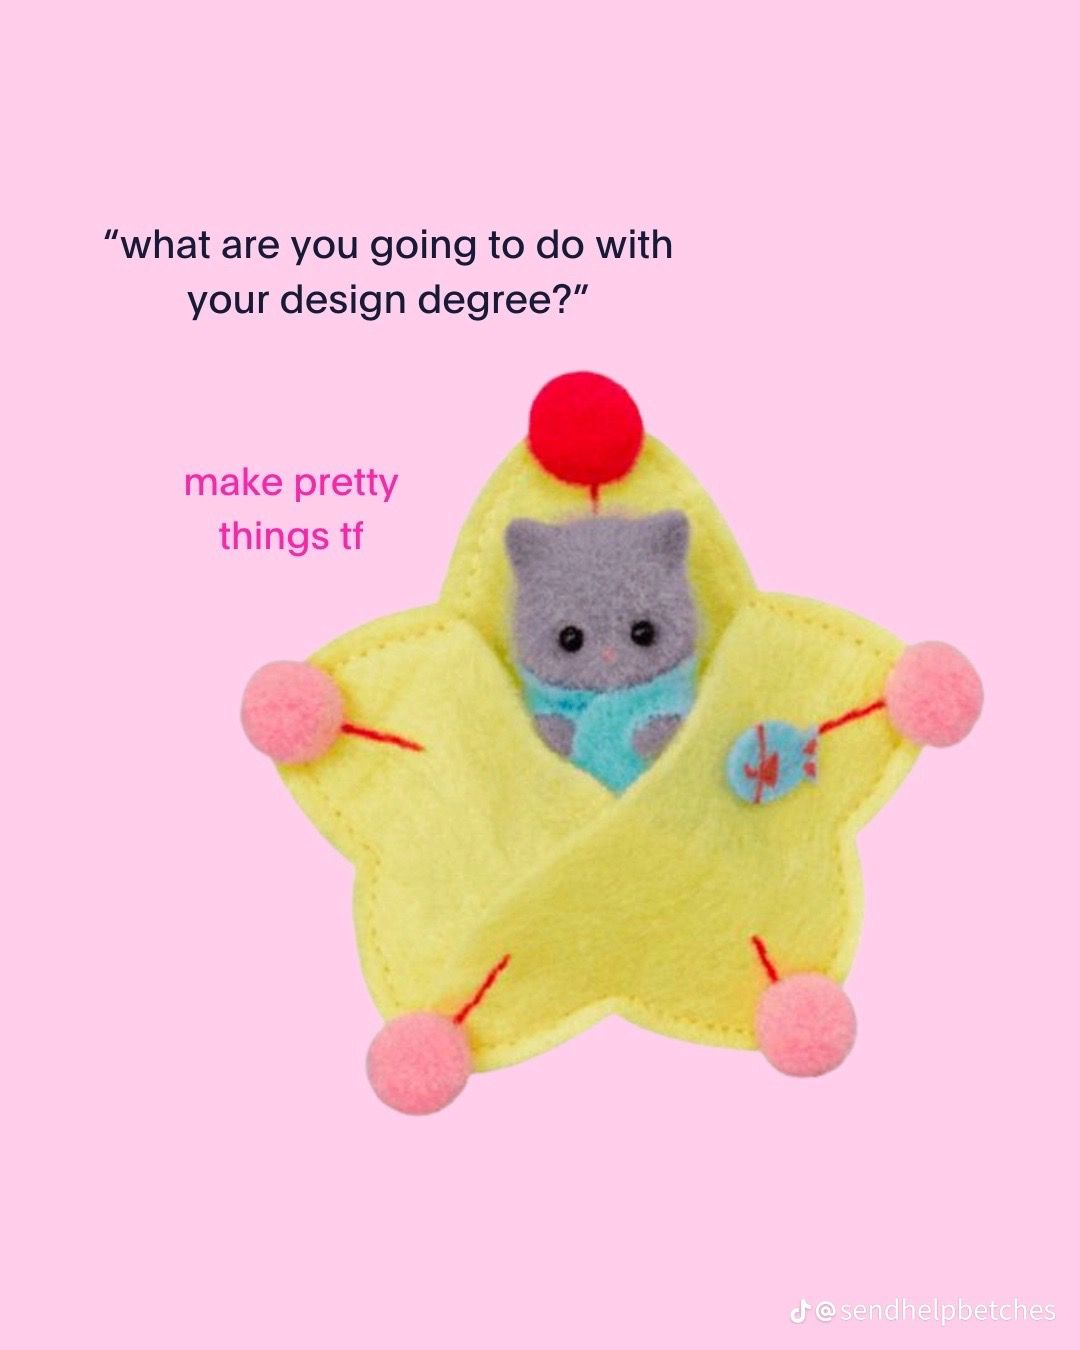 “what are you going to do with
your design degree?”
make pretty
things tf
@sendhelpbetches